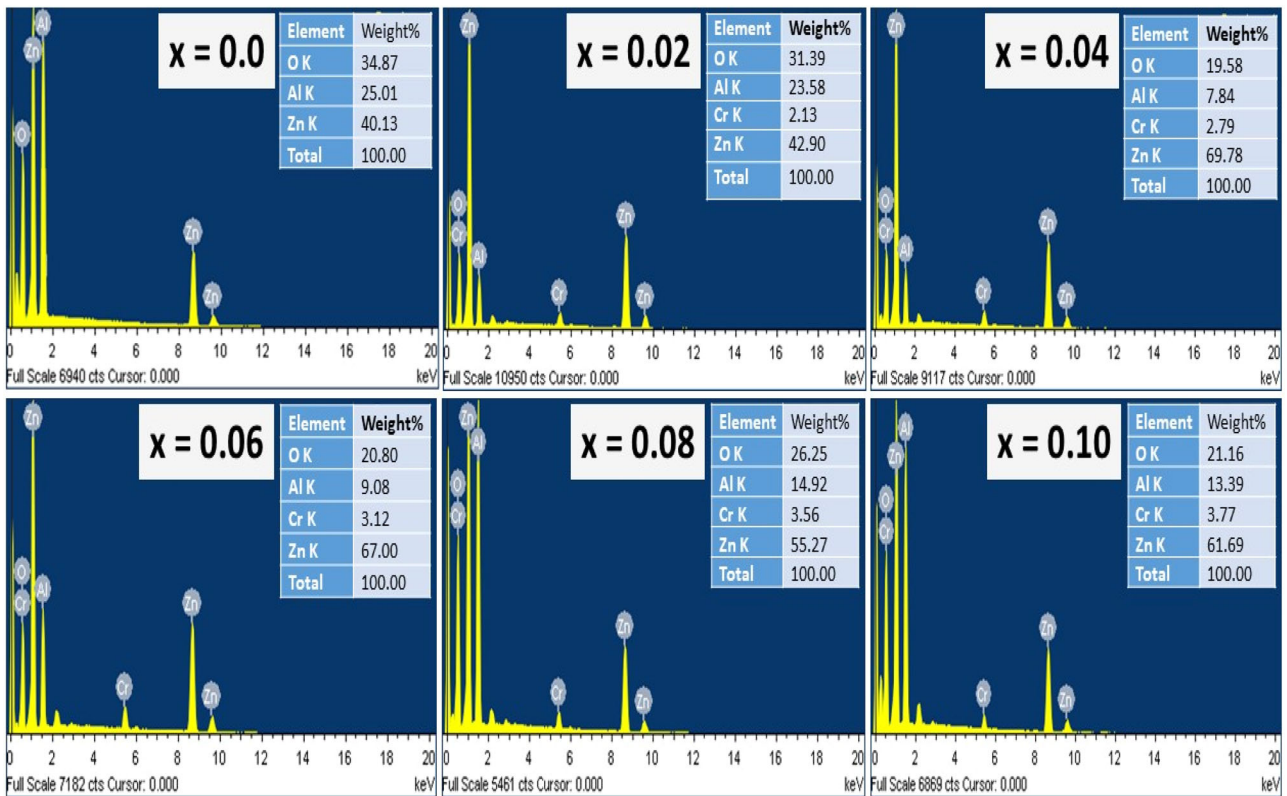 x = 0.0
Element Weight%
O K 34.87
Al K 25.01
Zn K 40.13
Total 100.00
Al
Zn
O
Zn
Zn
0 2 4 6 8 10 12 14 16 18 20
Full Scale 6940 cts Cursor: 0.000 keV
x = 0.02
Element Weight%
O K 31.39
Al K 23.58
Cr K 2.13
Zn K 42.90
Total 100.00
Zn
O
Cr
Al
Cr
Zn
Zn
0 2 4 6 8 10 12 14 16 18 20
Full Scale 10950 cts Cursor: 0.000 keV
x = 0.04
Element Weight%
O K 19.58
Al K 7.84
Cr K 2.79
Zn K 69.78
Total 100.00
Zn
O
Cr
Al
Cr
Zn
Zn
0 2 4 6 8 10 12 14 16 18 20
Full Scale 9117 cts Cursor: 0.000 keV
x = 0.06
Element Weight%
O K 20.80
Al K 9.08
Cr K 3.12
Zn K 67.00
Total 100.00
Zn
O
Cr
Al
Cr
Zn
Zn
0 2 4 6 8 10 12 14 16 18 20
Full Scale 7182 cts Cursor: 0.000 keV
x = 0.08
Element Weight%
O K 26.25
Al K 14.92
Cr K 3.56
Zn K 55.27
Total 100.00
Zn
Al
O
Cr
Cr
Zn
Zn
0 2 4 6 8 10 12 14 16 18 20
Full Scale 5461 cts Cursor: 0.000 keV
x = 0.10
Element Weight%
O K 21.16
Al K 13.39
Cr K 3.77
Zn K 61.69
Total 100.00
Al
Zn
O
Cr
Cr
Zn
Zn
0 2 4 6 8 10 12 14 16 18 20
Full Scale 6869 cts Cursor: 0.000 keV